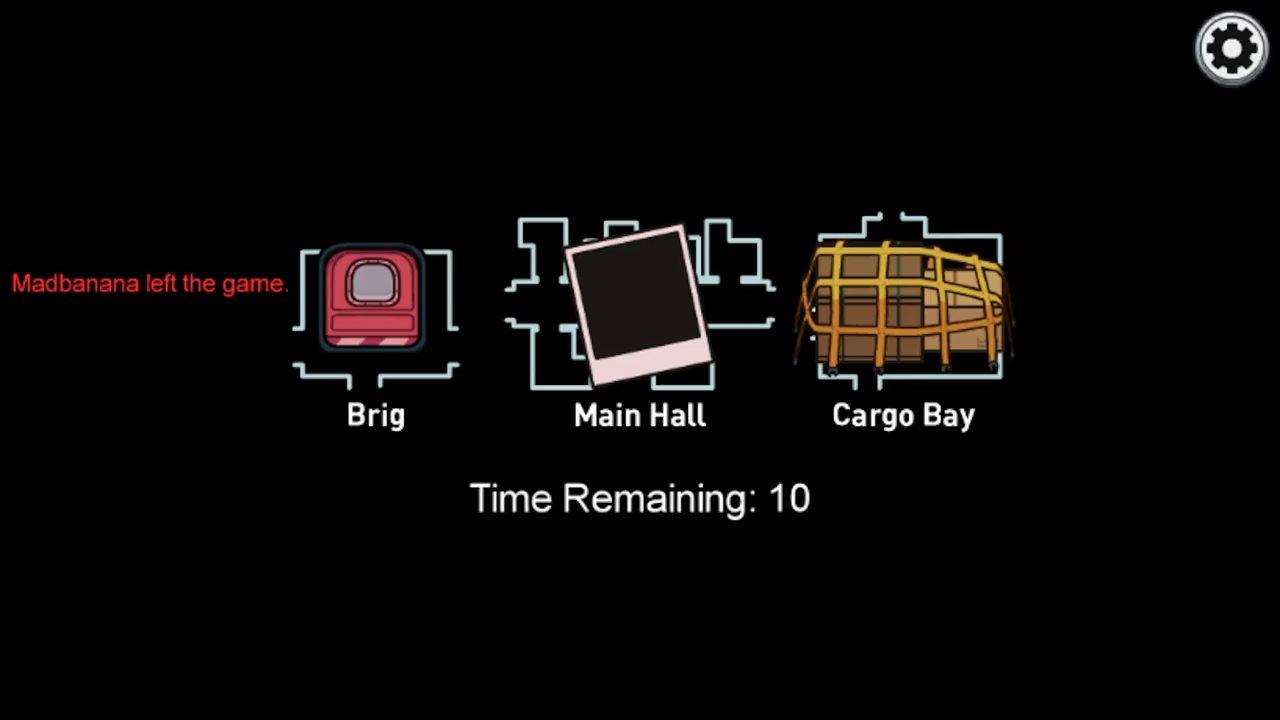 Madbanana left the game.
Brig
Main Hall
Cargo Bay
Time Remaining: 10